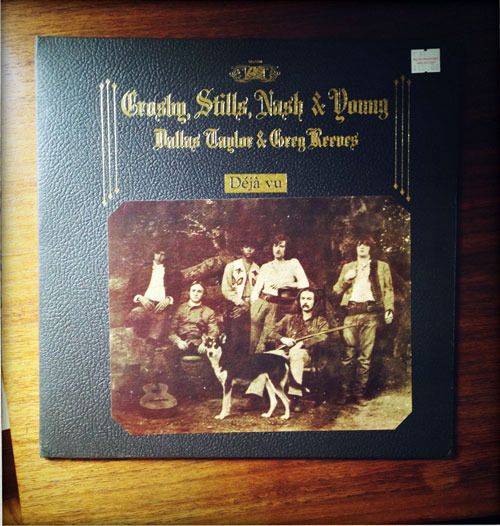 Crosby, Stills, Nash & Young
Dallas Taylor & Greg Reeves
Déjà vu